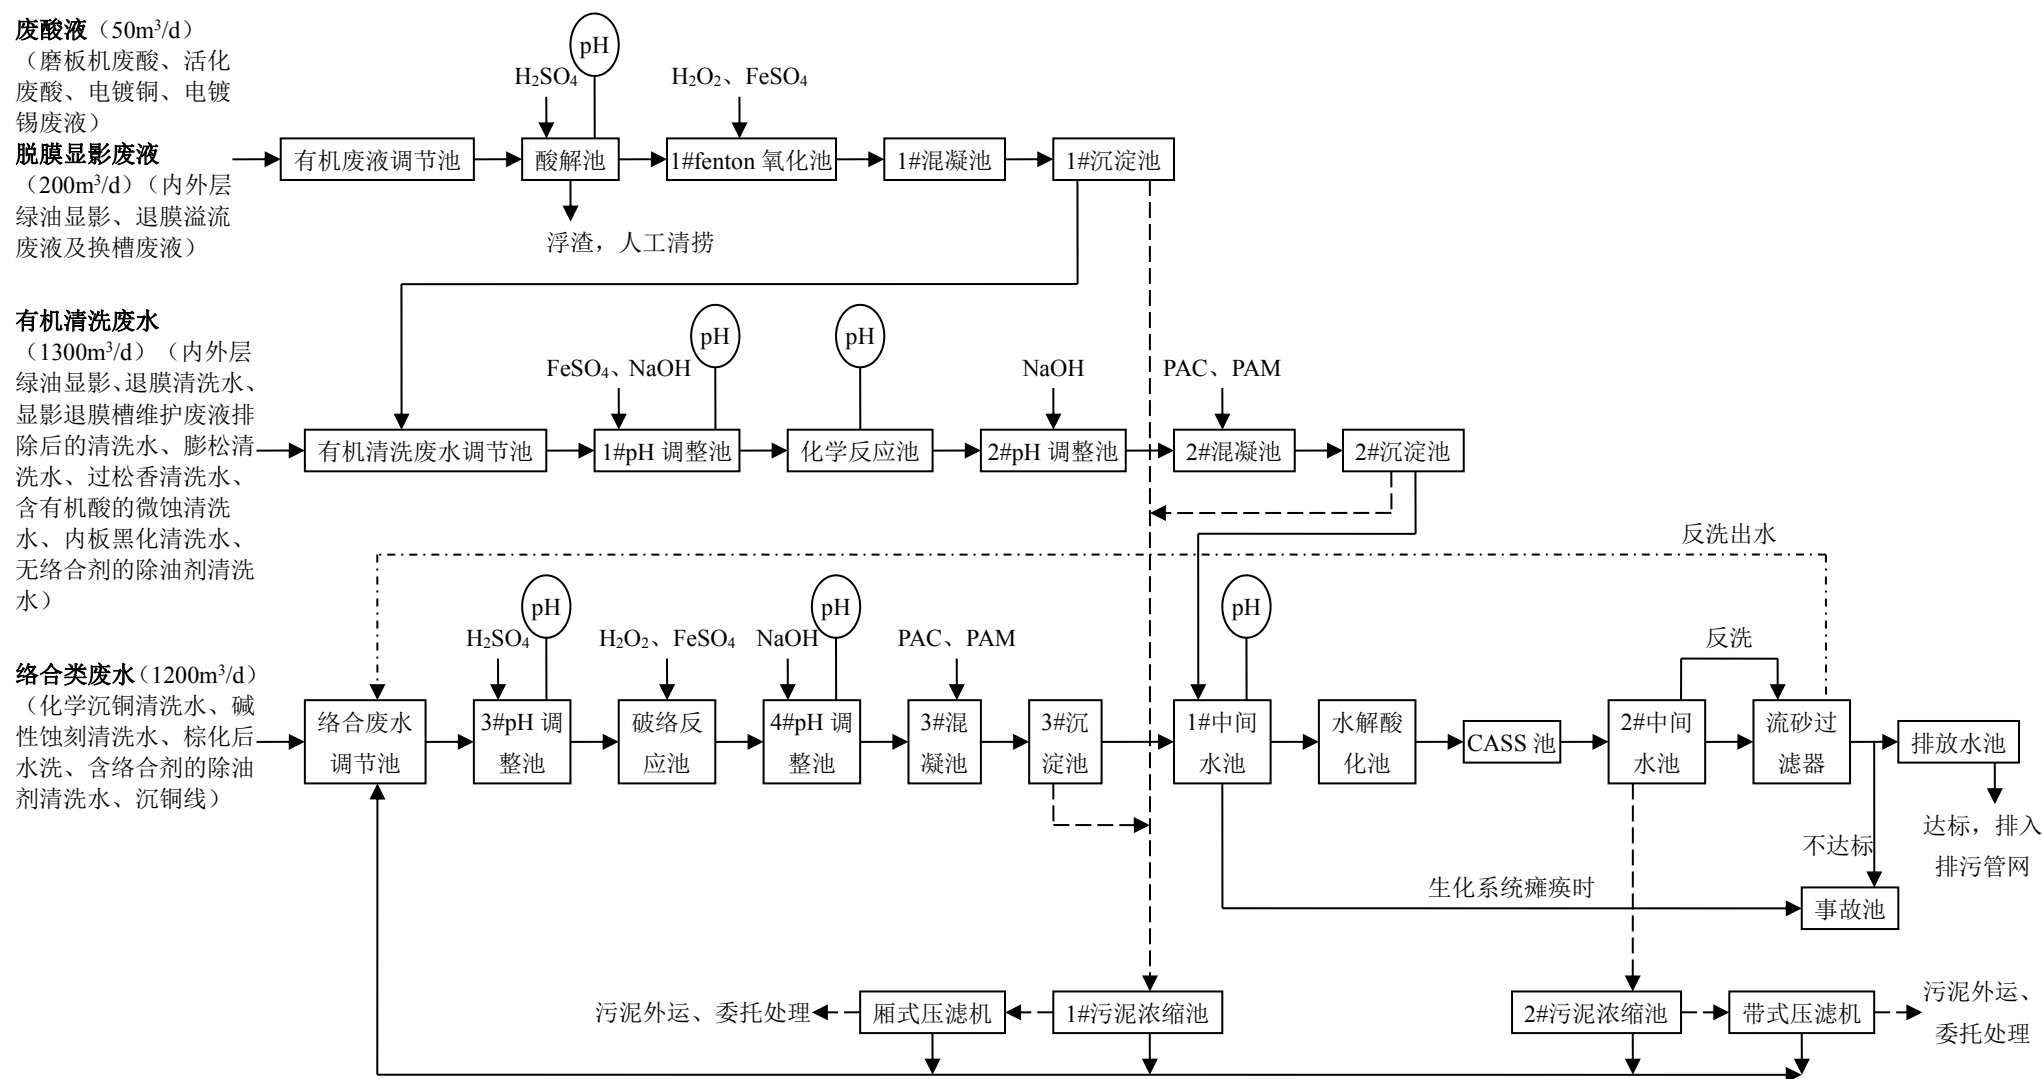 废酸液（50m³/d）
（磨板机废酸、活化
废酸、电镀铜、电镀
锡废液）
脱膜显影废液
（200m³/d）（内外层
绿油显影、退膜溢流
废液及换槽废液）
pH
H₂SO₄
H₂O₂、FeSO₄
有机废液调节池
酸解池
1#fenton 氧化池
1#混凝池
1#沉淀池
浮渣，人工清捞
有机清洗废水
（1300m³/d）（内外层
绿油显影、退膜清洗水、
显影退膜槽维护废液排
除后的清洗水、膨松清
洗水、过松香清洗水、
含有机酸的微蚀清洗
水、内板黑化清洗水、
无络合剂的除油剂清洗
水）
pH
pH
FeSO₄、NaOH
NaOH
PAC、PAM
有机清洗废水调节池
1#pH 调整池
化学反应池
2#pH 调整池
2#混凝池
2#沉淀池
反洗出水
络合类废水（1200m³/d）
（化学沉铜清洗水、碱
性蚀刻清洗水、棕化后
水洗、含络合剂的除油
剂清洗水、沉铜线）
pH
pH
pH
H₂SO₄
H₂O₂、FeSO₄
NaOH
PAC、PAM
反洗
络合废水
调节池
3#pH 调
整池
破络反
应池
4#pH 调
整池
3#混
凝池
3#沉
淀池
1#中间
水池
水解酸
化池
CASS 池
2#中间
水池
流砂过
滤器
排放水池
达标，排入
排污管网
不达标
生化系统瘫痪时
事故池
污泥外运、委托处理
厢式压滤机
1#污泥浓缩池
2#污泥浓缩池
带式压滤机
污泥外运、
委托处理